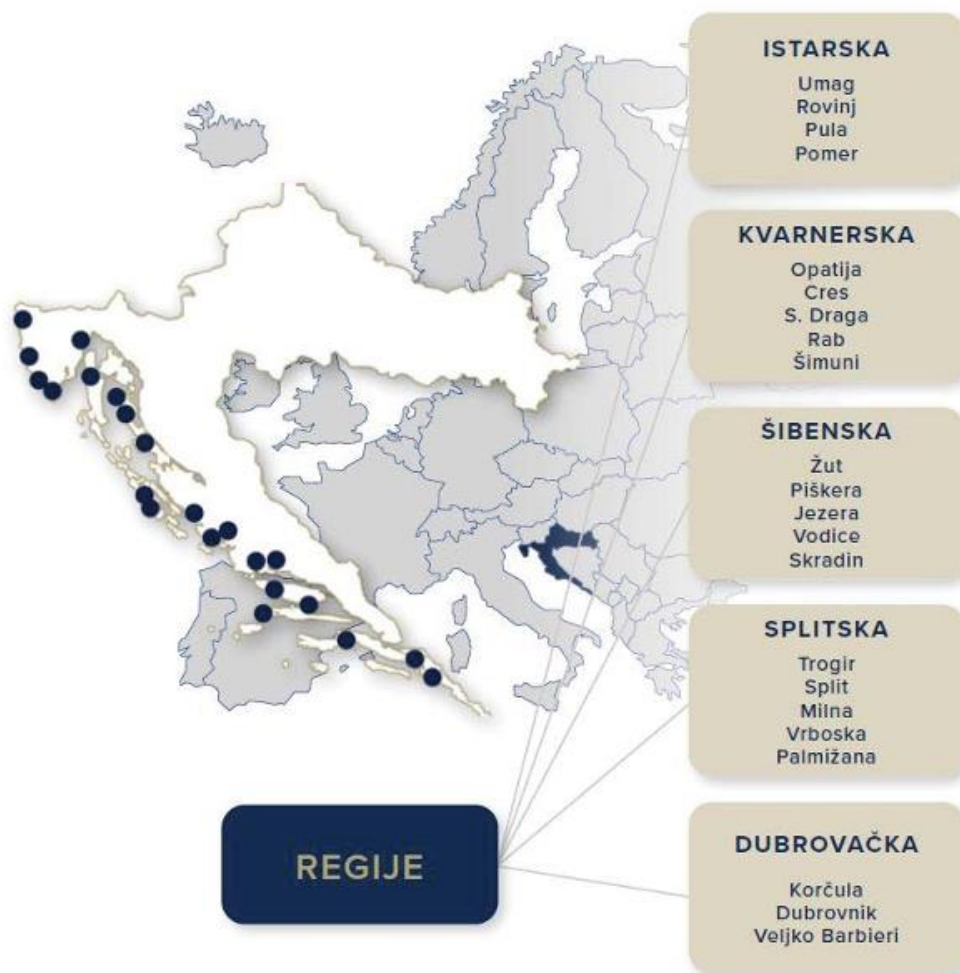 ISTARSKA
Umag
Rovinj
Pula
Pomer
KVARNERSKA
Opatija
Cres
S. Draga
Rab
Šimuni
ŠIBENSKA
Žut
Piškera
Jezera
Vodice
Skradin
SPLITSKA
Trogir
Split
Milna
Vrboska
Palmižana
DUBROVAČKA
Korčula
Dubrovnik
Veljko Barbieri
REGIJE